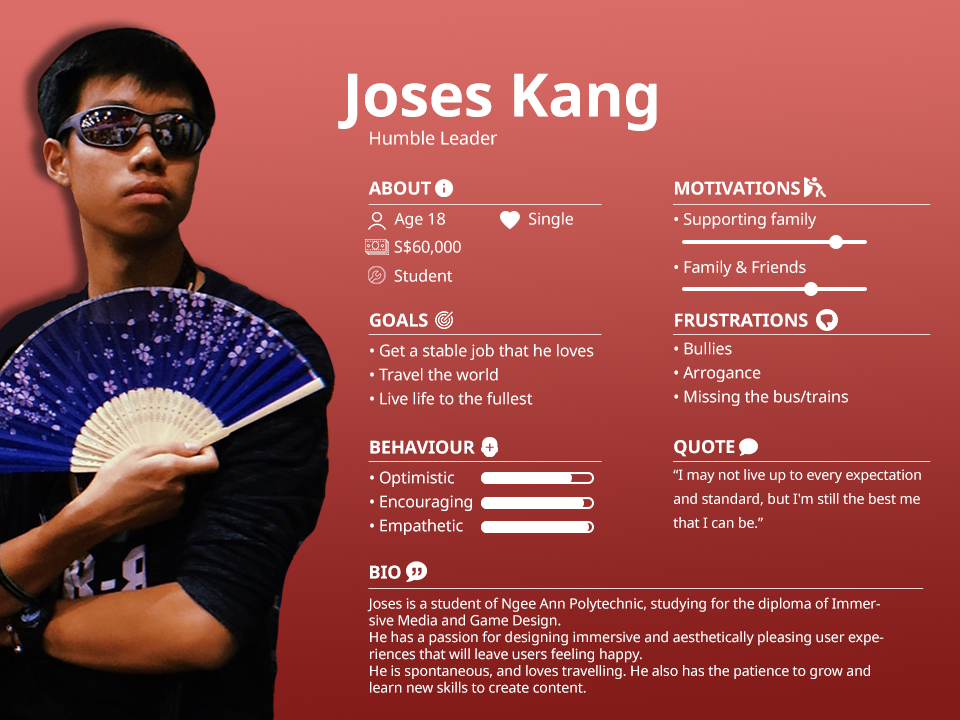 Joses Kang
Humble Leader
ABOUT
Age 18
Single
S$60,000
Student
GOALS
• Get a stable job that he loves
• Travel the world
• Live life to the fullest
BEHAVIOUR
• Optimistic
• Encouraging
• Empathetic
MOTIVATIONS
• Supporting family
• Family & Friends
FRUSTRATIONS
• Bullies
• Arrogance
• Missing the bus/trains
QUOTE
“I may not live up to every expectation
and standard, but I'm still the best me
that I can be.”
BIO
Joses is a student of Ngee Ann Polytechnic, studying for the diploma of Immer-
sive Media and Game Design.
He has a passion for designing immersive and aesthetically pleasing user expe-
riences that will leave users feeling happy.
He is spontaneous, and loves travelling. He also has the patience to grow and
learn new skills to create content.